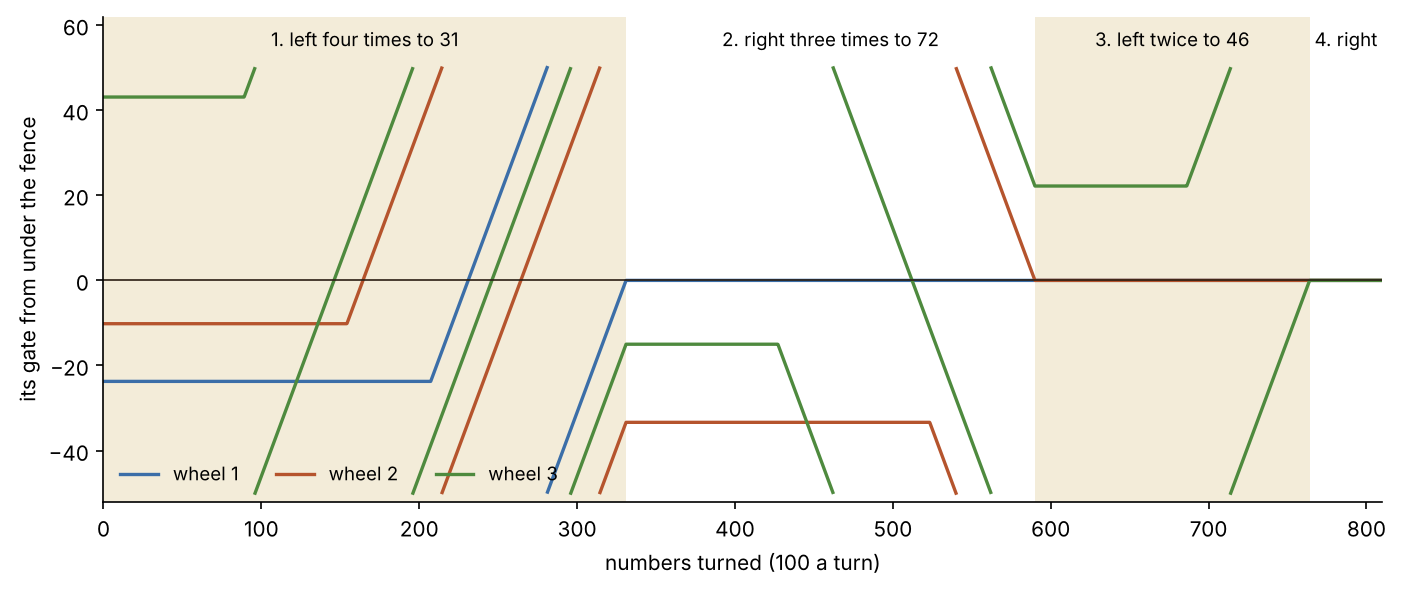 1. left four times to 31
2. right three times to 72
3. left twice to 46
4. right
its gate from under the fence
60
40
20
0
−20
−40
wheel 1
wheel 2
wheel 3
0
100
200
300
400
500
600
700
800
numbers turned (100 a turn)